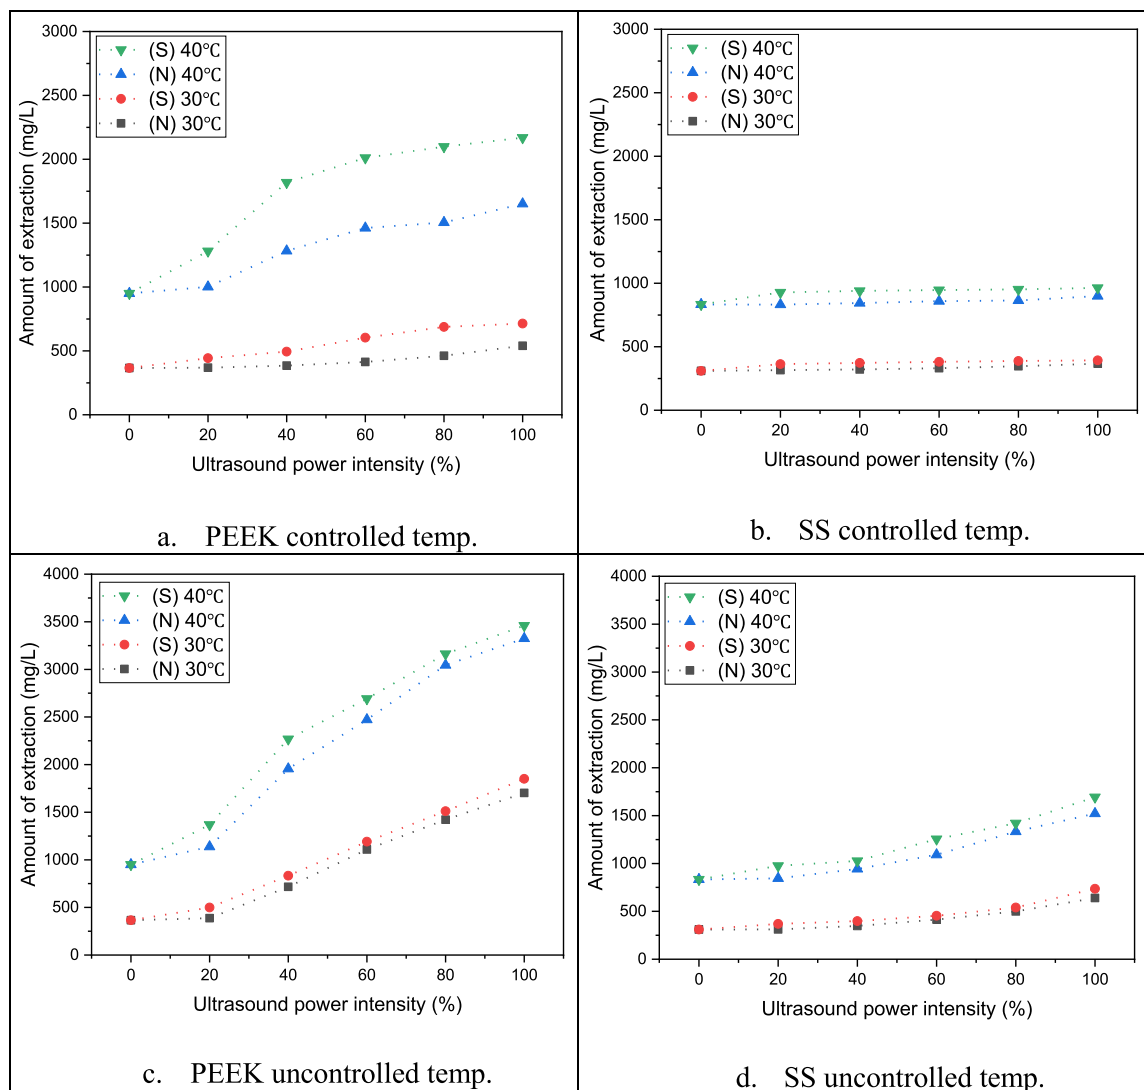 3000
2500
2000
1500
1000
500
0
Amount of extraction (mg/L)
(S) 40℃
(N) 40℃
(S) 30℃
(N) 30℃
0 20 40 60 80 100
Ultrasound power intensity (%)
a. PEEK controlled temp.
3000
2500
2000
1500
1000
500
0
Amount of extraction (mg/L)
(S) 40℃
(N) 40℃
(S) 30℃
(N) 30℃
0 20 40 60 80 100
Ultrasound power intensity (%)
b. SS controlled temp.
4000
3500
3000
2500
2000
1500
1000
500
0
Amount of extraction (mg/L)
(S) 40℃
(N) 40℃
(S) 30℃
(N) 30℃
0 20 40 60 80 100
Ultrasound power intensity (%)
c. PEEK uncontrolled temp.
4000
3500
3000
2500
2000
1500
1000
500
0
Amount of extraction (mg/L)
(S) 40℃
(N) 40℃
(S) 30℃
(N) 30℃
0 20 40 60 80 100
Ultrasound power intensity (%)
d. SS uncontrolled temp.